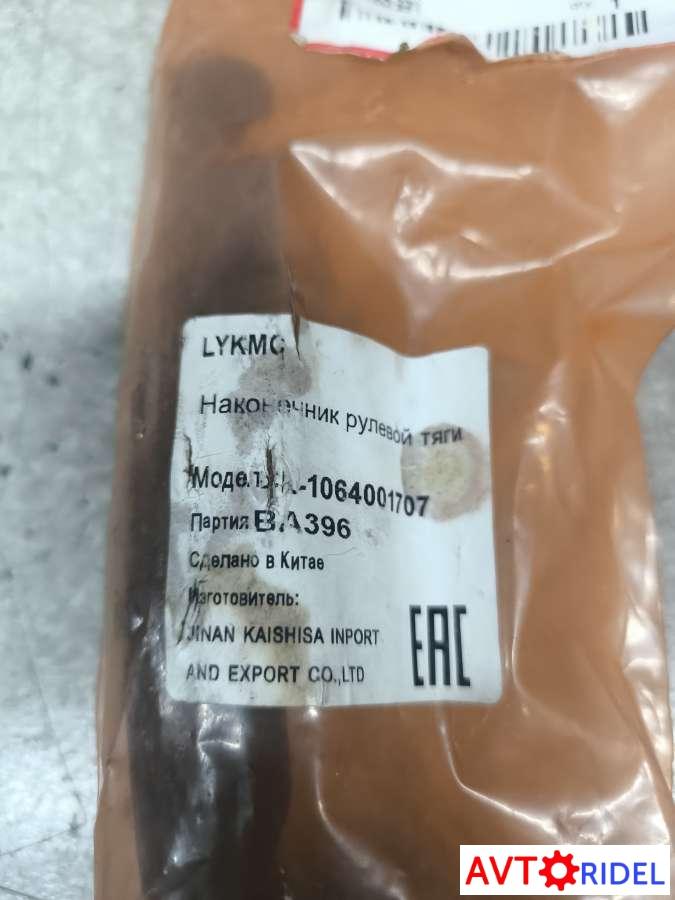 LYKMC
Наконечник рулевой тяги
Модель:
-1064001707
Партия BA396
Сделано в Китае
Изготовитель:
JINAN KAISHISA INPORT
AND EXPORT CO.,LTD
EAC
AVTORIDEL